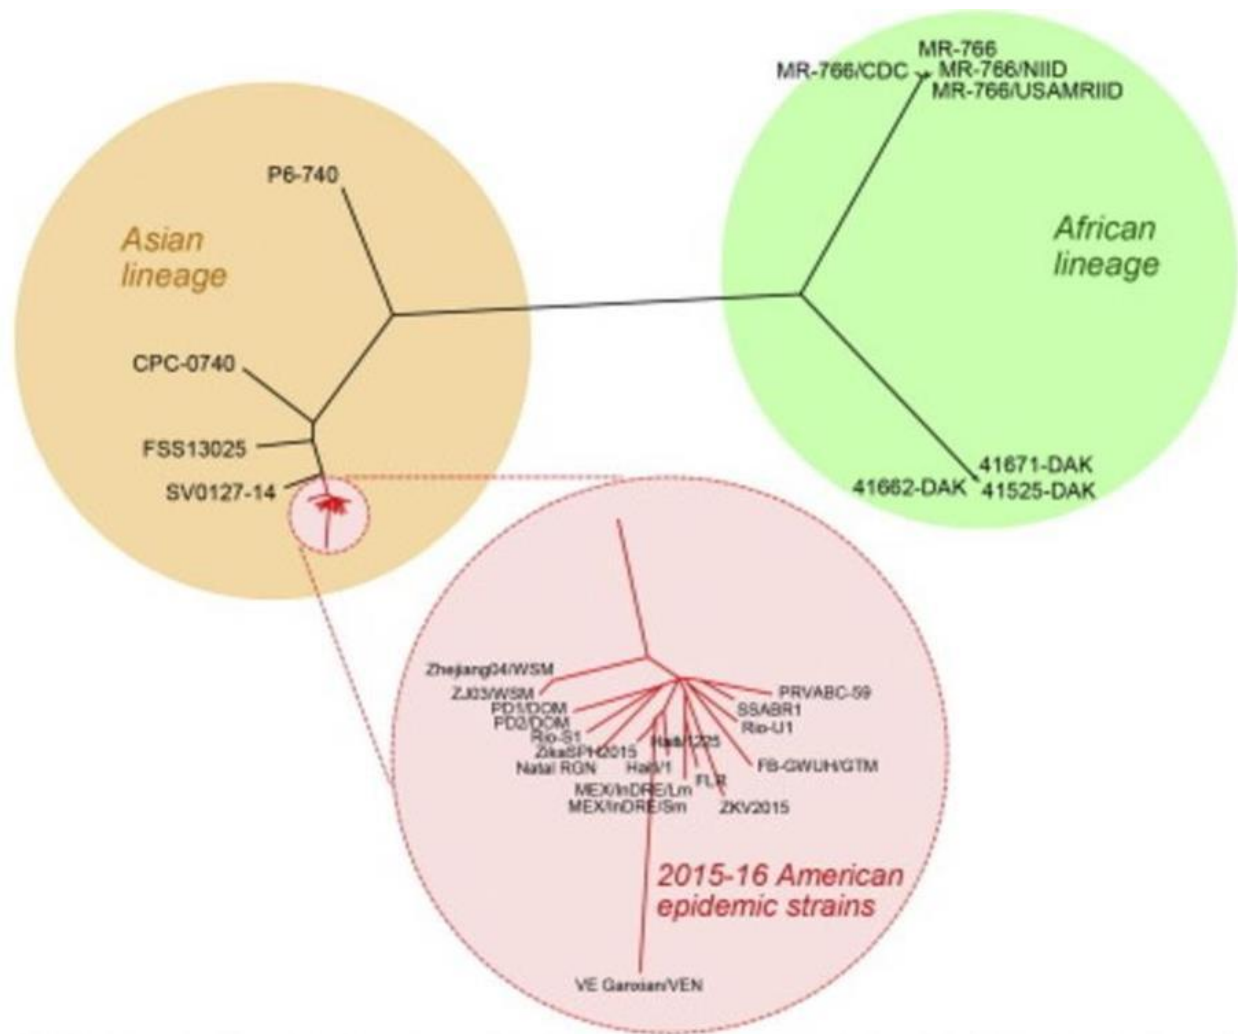 MR-766
MR-766/CDC
MR-766/NIID
MR-766/USAMRIID
P6-740
Asian
lineage
African
lineage
CPC-0740
FSS13025
SV0127-14
41671-DAK
41662-DAK
41525-DAK
Zhejiang04/WSM
ZJ03/WSM
PD1/DOM
PD2/DOM
Rio-S1
ZikaSPH2015
Natal RGN
Haiti/1225
Haiti/1
MEX/InDRE/Lm
MEX/InDRE/Sm
FLR
ZKV2015
PRVABC-59
SSABR1
Rio-U1
FB-GWUH/GTM
2015-16 American
epidemic strains
VE Ganxian/VEN